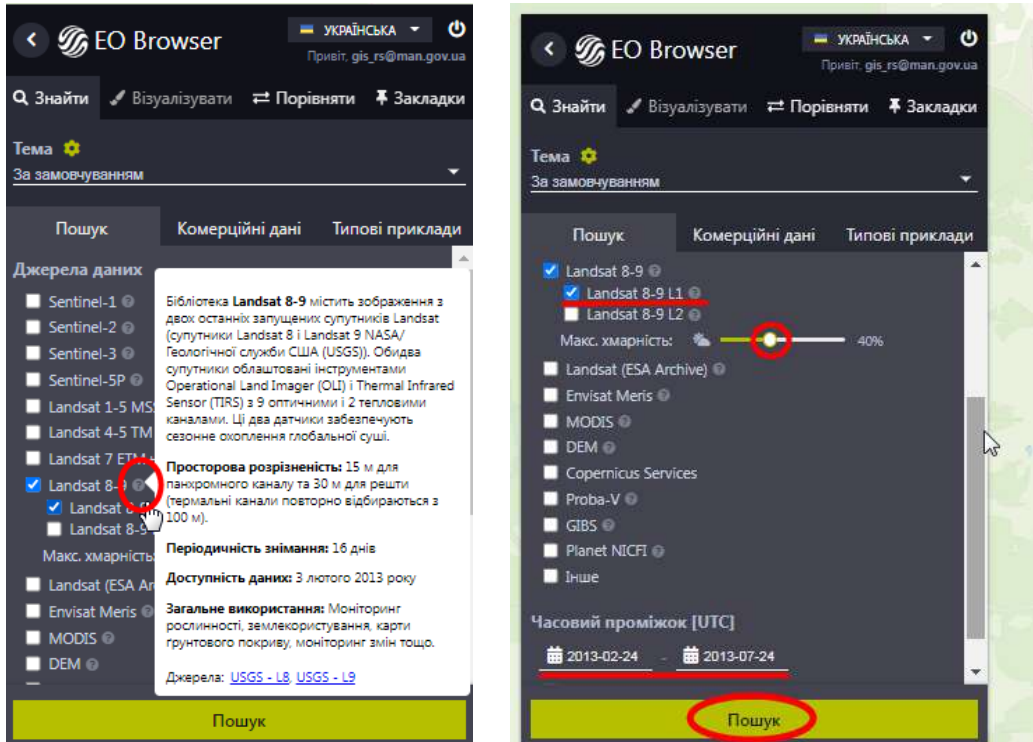 EO Browser
УКРАЇНСЬКА
Привіт, gis_rs@man.gov.ua
Знайти Візуалізувати Порівняти Закладки
Тема
За замовчуванням
Пошук Комерційні дані Типові приклади
Джерела даних
Sentinel-1
Sentinel-2
Sentinel-3
Sentinel-5P
Landsat 1-5 MS
Landsat 4-5 TM
Landsat 7 ETM
Landsat 8-9
Landsat
Landsat 8-9
Макс. хмарність:
Landsat (ESA Ar
Envisat Meris
MODIS
DEM
Бібліотека Landsat 8-9 містить зображення з
двох останніх запущених супутників Landsat
(супутники Landsat 8 і Landsat 9 NASA/
Геологічної служби США (USGS)). Обидва
супутники облаштовані інструментами
Operational Land Imager (OLI) і Thermal Infrared
Sensor (TIRS) з 9 оптичними і 2 тепловими
каналами. Ці два датчики забезпечують
сезонне охоплення глобальної суші.
Просторова розрізненість: 15 м для
панхромного каналу та 30 м для решти
(термальні канали повторно відбираються з
100 м).
Періодичність знімання: 16 днів
Доступність даних: 3 лютого 2013 року
Загальне використання: Моніторинг
рослинності, землекористування, карти
ґрунтового покриву, моніторинг змін тощо.
Джерела: USGS - L8, USGS - L9
Пошук
EO Browser
УКРАЇНСЬКА
Привіт, gis_rs@man.gov.ua
Знайти Візуалізувати Порівняти Закладки
Тема
За замовчуванням
Пошук Комерційні дані Типові приклади
Landsat 8-9
Landsat 8-9 L1
Landsat 8-9 L2
Макс. хмарність: 40%
Landsat (ESA Archive)
Envisat Meris
MODIS
DEM
Copernicus Services
Proba-V
GIBS
Planet NICFI
Інше
Часовий проміжок [UTC]
2013-02-24 - 2013-07-24
Пошук